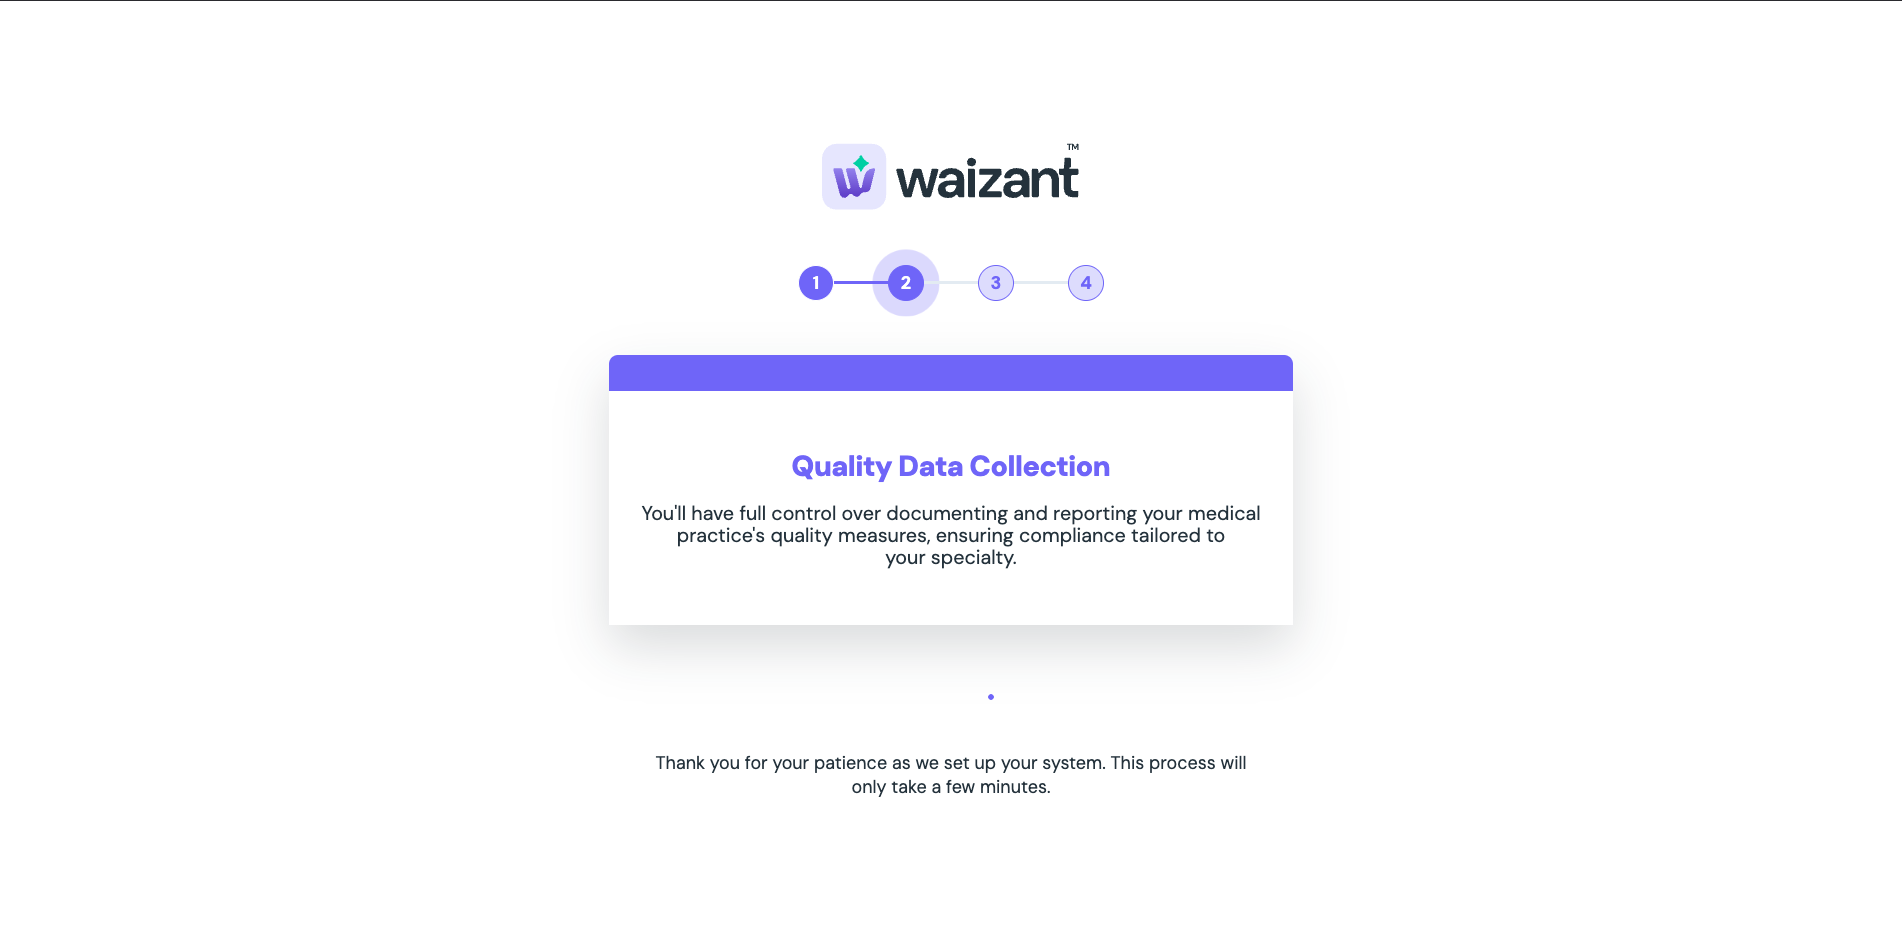 waizant™
1 2 3 4
Quality Data Collection
You'll have full control over documenting and reporting your medical
practice's quality measures, ensuring compliance tailored to
your specialty.
Thank you for your patience as we set up your system. This process will
only take a few minutes.